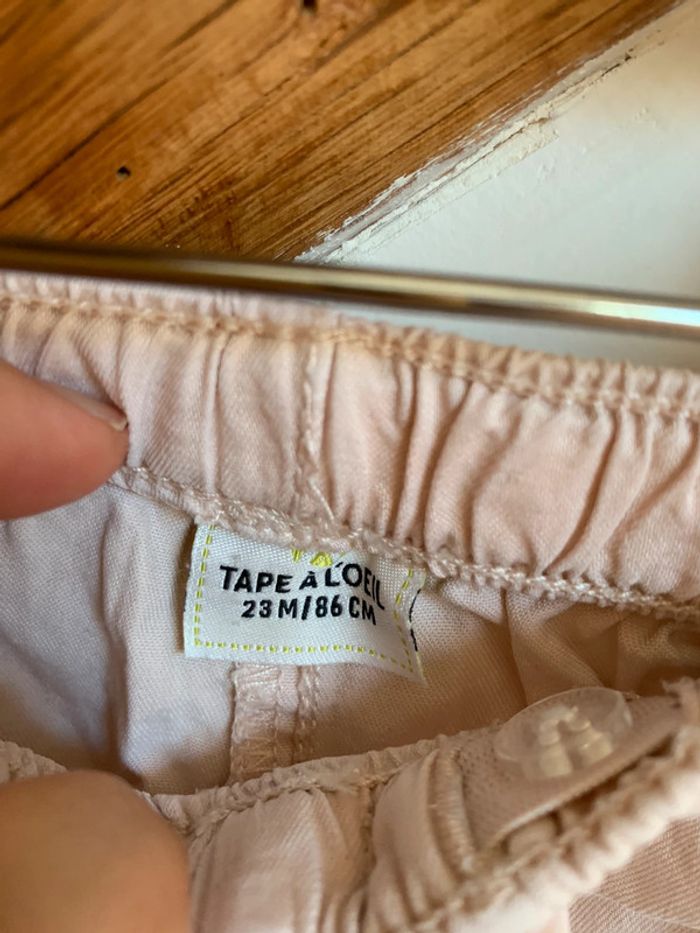 TAPE À L'OEIL
23 M/86 CM